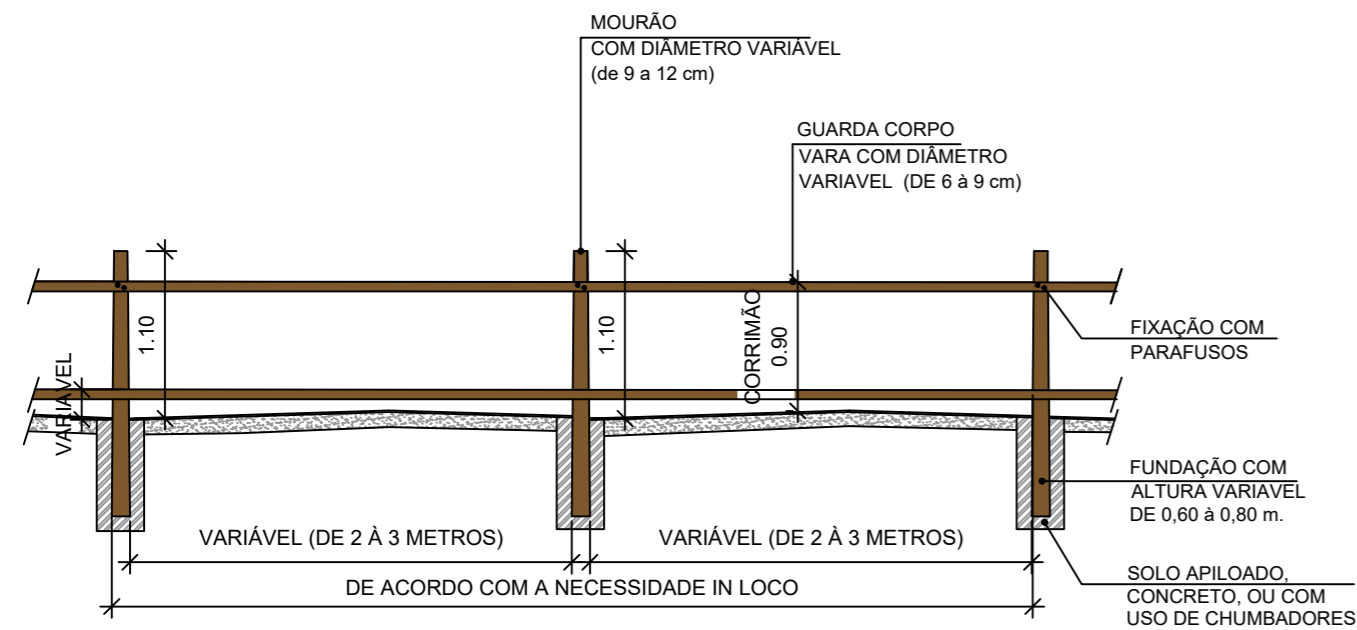 MOURÃO
COM DIÂMETRO VARIÁVEL
(de 9 a 12 cm)
GUARDA CORPO
VARA COM DIÂMETRO
VARIAVEL (DE 6 à 9 cm)
1.10
1.10
CORRIMÃO
0.90
VARIAVEL
FIXAÇÃO COM
PARAFUSOS
FUNDAÇÃO COM
ALTURA VARIAVEL
DE 0,60 à 0,80 m.
VARIÁVEL (DE 2 À 3 METROS)
VARIÁVEL (DE 2 À 3 METROS)
DE ACORDO COM A NECESSIDADE IN LOCO
SOLO APILOADO,
CONCRETO, OU COM
USO DE CHUMBADORES